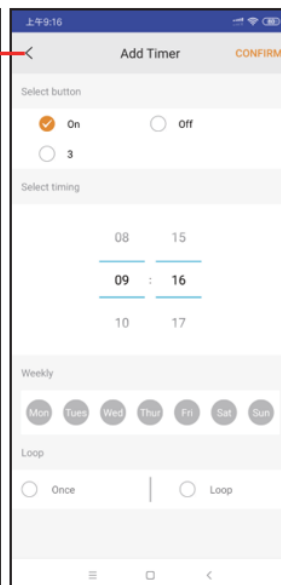 上午9:16
Add Timer CONFIRM
Select button
On Off
3
Select timing
08 15
09 : 16
10 17
Weekly
Mon Tues Wed Thur Fri Sat Sun
Loop
Once Loop